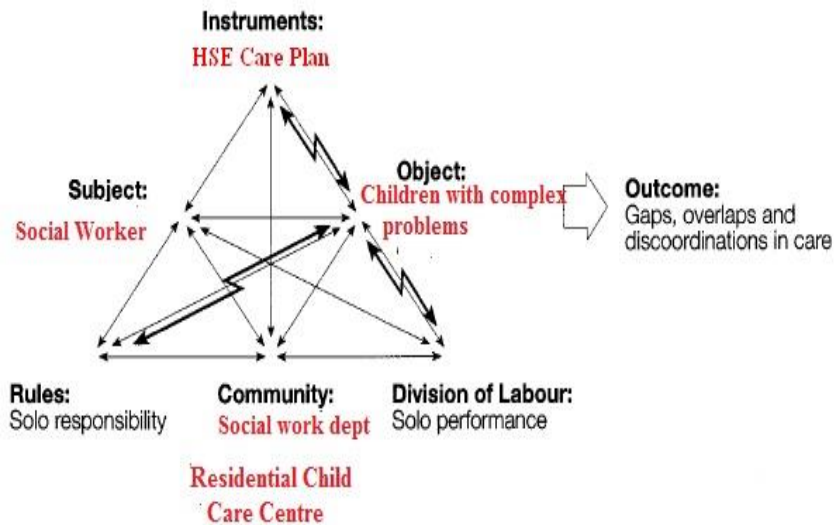 Instruments:
HSE Care Plan
Subject:
Social Worker
Object:
Children with complex
problems
Outcome:
Gaps, overlaps and
discoordinations in care
Rules:
Solo responsibility
Community:
Social work dept
Residential Child
Care Centre
Division of Labour:
Solo performance